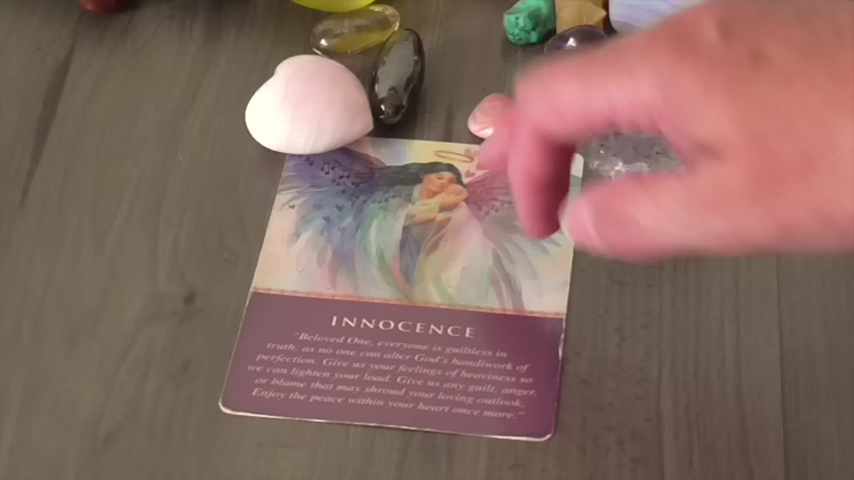 INNOCENCE
"Beloved One, everyone is guiltless in
truth, as no one can alter God's handiwork of
perfection. Give us your feelings of heaviness so
we can lighten your load. Give us any guilt, anger,
or blame that may shroud your loving outlook.
Enjoy the peace within your heart once more."